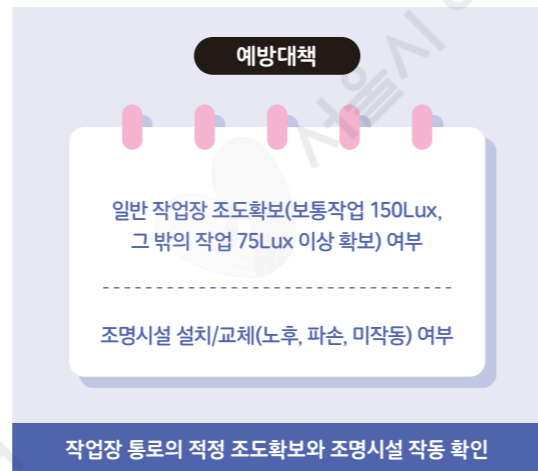 예방대책
일반 작업장 조도확보(보통작업 150Lux,
그 밖의 작업 75Lux 이상 확보) 여부
조명시설 설치/교체(노후, 파손, 미작동) 여부
작업장 통로의 적정 조도확보와 조명시설 작동 확인
서울시